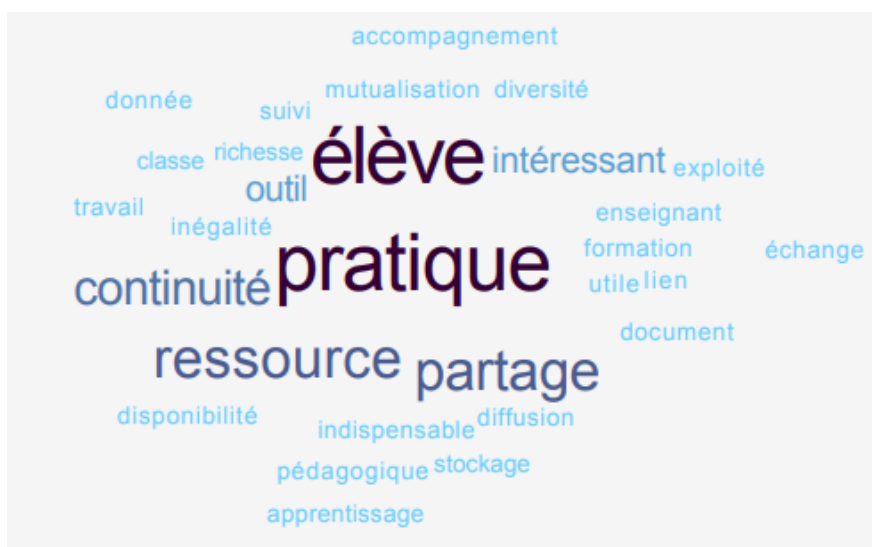 accompagnement
donnée suivi mutualisation diversité
classe richesse élève intéressant exploité
outil
travail enseignant
inégalité
formation échange
continuité pratique utile lien
document
ressource partage
disponibilité indispensable diffusion
pédagogique stockage
apprentissage